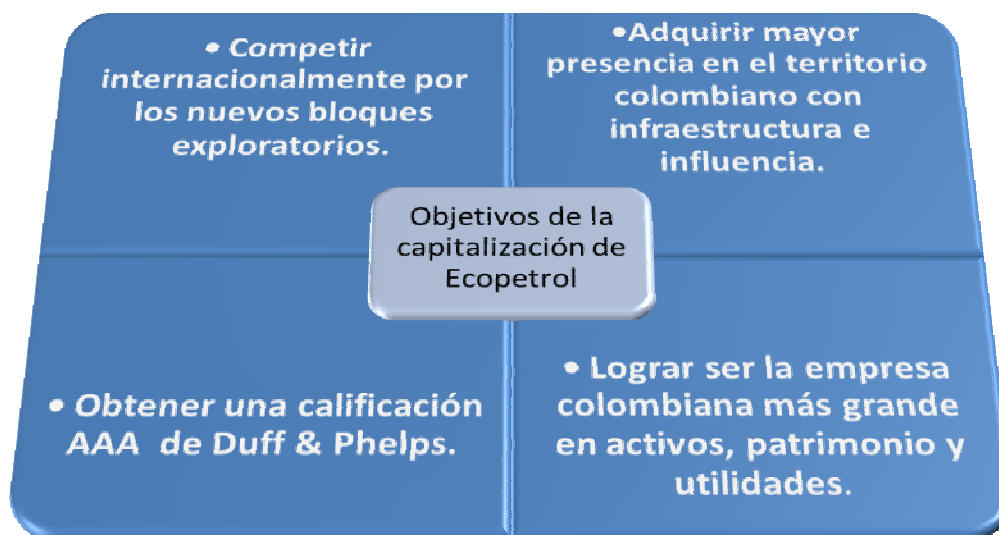 • Competir
internacionalmente por
los nuevos bloques
exploratorios.
•Adquirir mayor
presencia en el territorio
colombiano con
infraestructura e
influencia.
Objetivos de la
capitalización de
Ecopetrol
• Obtener una calificación
AAA de Duff & Phelps.
• Lograr ser la empresa
colombiana más grande
en activos, patrimonio y
utilidades.